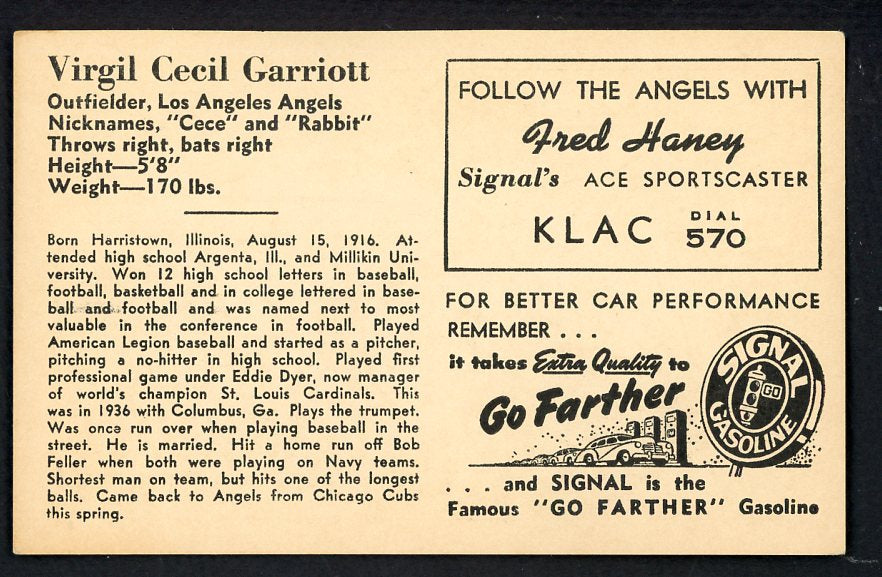 Virgil Cecil Garriott
Outfielder, Los Angeles Angels
Nicknames, "Cece" and "Rabbit"
Throws right, bats right
Height—5'8"
Weight—170 lbs.
Born Harristown, Illinois, August 15, 1916. At-
tended high school Argenta, Ill., and Millikin Uni-
versity. Won 12 high school letters in baseball,
football, basketball and in college lettered in base-
ball and football and was named next to most
valuable in the conference in football. Played
American Legion baseball and started as a pitcher,
pitching a no-hitter in high school. Played first
professional game under Eddie Dyer, now manager
of world's champion St. Louis Cardinals. This
was in 1936 with Columbus, Ga. Plays the trumpet.
Was once run over when playing baseball in the
street. He is married. Hit a home run off Bob
Feller when both were playing on Navy teams.
Shortest man on team, but hits one of the longest
balls. Came back to Angels from Chicago Cubs
this spring.
FOLLOW THE ANGELS WITH
Fred Haney
Signal's ACE SPORTSCASTER
KLAC DIAL 570
FOR BETTER CAR PERFORMANCE
REMEMBER . . .
it takes Extra Quality to
Go Farther
SIGNAL
GO
GASOLINE
. . . and SIGNAL is the
Famous "GO FARTHER" Gasoline